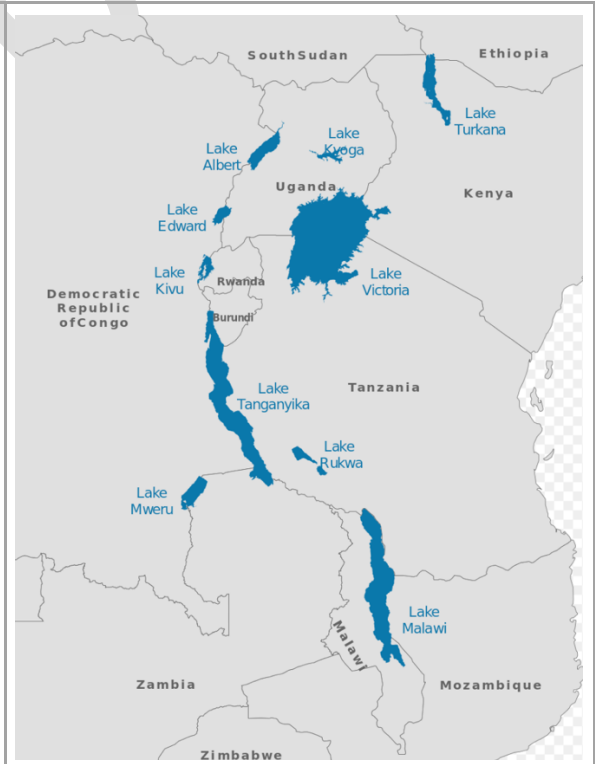 SouthSudan
Ethiopia
Lake
Turkana
Lake
Kyoga
Lake
Albert
Uganda
Kenya
Lake
Edward
Lake
Kivu
Rwanda
Lake
Victoria
Democratic
Republic
ofCongo
Burundi
Lake
Tanganyika
Tanzania
Lake
Rukwa
Lake
Mweru
Lake
Malawi
Malawi
Zambia
Mozambique
Zimbabwe